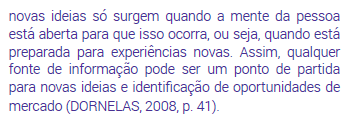 novas ideias só surgem quando a mente da pessoa
está aberta para que isso ocorra, ou seja, quando está
preparada para experiências novas. Assim, qualquer
fonte de informação pode ser um ponto de partida
para novas ideias e identificação de oportunidades de
mercado (DORNELAS, 2008, p. 41).